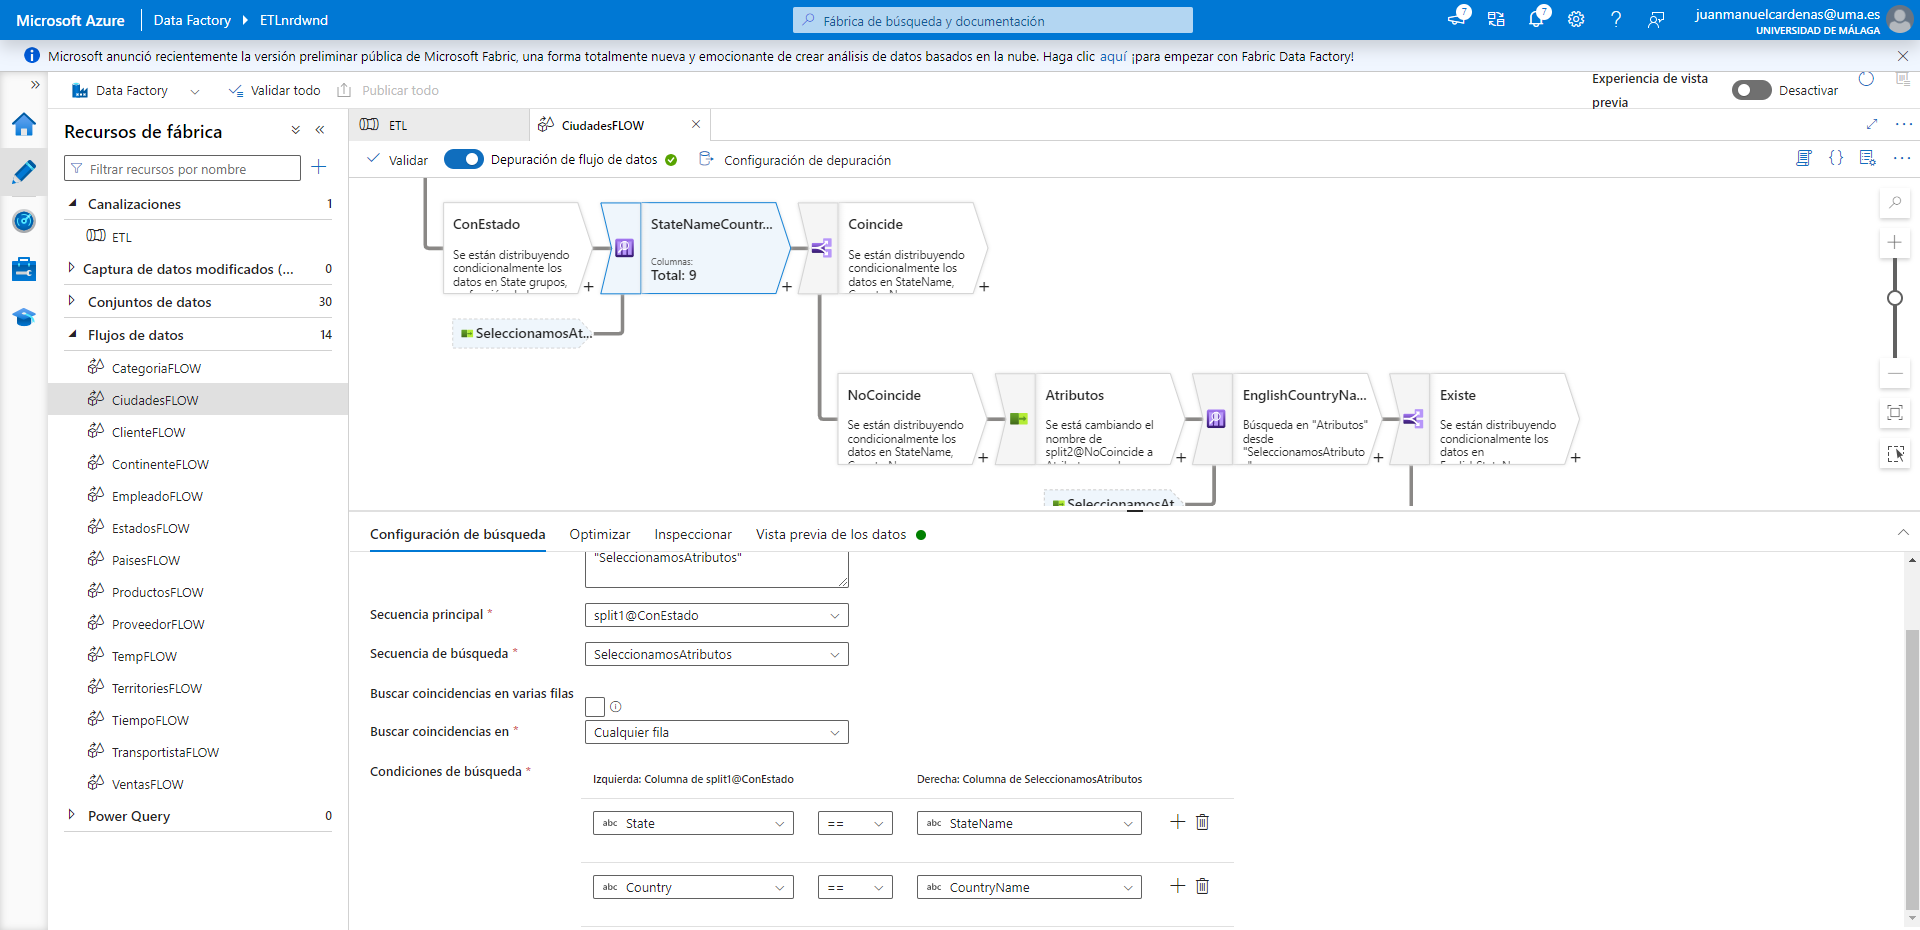 Microsoft Azure
Data Factory
ETLnrdwnd
Fábrica de búsqueda y documentación
7
7
juanmanuelcardenas@uma.es
UNIVERSIDAD DE MÁLAGA
Microsoft anunció recientemente la versión preliminar pública de Microsoft Fabric, una forma totalmente nueva y emocionante de crear análisis de datos basados en la nube. Haga clic aquí ¡para empezar con Fabric Data Factory!
Data Factory
Validar todo
Publicar todo
Experiencia de vista
previa
Desactivar
Recursos de fábrica
Filtrar recursos por nombre
Canalizaciones 1
ETL
Captura de datos modificados (... 0
Conjuntos de datos 30
Flujos de datos 14
CategoriaFLOW
CiudadesFLOW
ClienteFLOW
ContinenteFLOW
EmpleadoFLOW
EstadosFLOW
PaisesFLOW
ProductosFLOW
ProveedorFLOW
TempFLOW
TerritoriesFLOW
TiempoFLOW
TransportistaFLOW
VentasFLOW
Power Query 0
ETL
CiudadesFLOW
Validar
Depuración de flujo de datos
Configuración de depuración
ConEstado
Se están distribuyendo
condicionalmente los
datos en State grupos,
StateNameCountr...
Columnas:
Total: 9
Coincide
Se están distribuyendo
condicionalmente los
datos en StateName,
SeleccionamosAt...
NoCoincide
Se están distribuyendo
condicionalmente los
datos en StateName,
Atributos
Se está cambiando el
nombre de
split2@NoCoincide a
EnglishCountryNa...
Búsqueda en "Atributos"
desde
"SeleccionamosAtributo
Existe
Se están distribuyendo
condicionalmente los
datos en
SeleccionamosAt
Configuración de búsqueda
Optimizar
Inspeccionar
Vista previa de los datos
"SeleccionamosAtributos"
Secuencia principal *
split1@ConEstado
Secuencia de búsqueda *
SeleccionamosAtributos
Buscar coincidencias en varias filas
Buscar coincidencias en *
Cualquier fila
Condiciones de búsqueda *
Izquierda: Columna de split1@ConEstado
Derecha: Columna de SeleccionamosAtributos
abc State == abc StateName
abc Country == abc CountryName